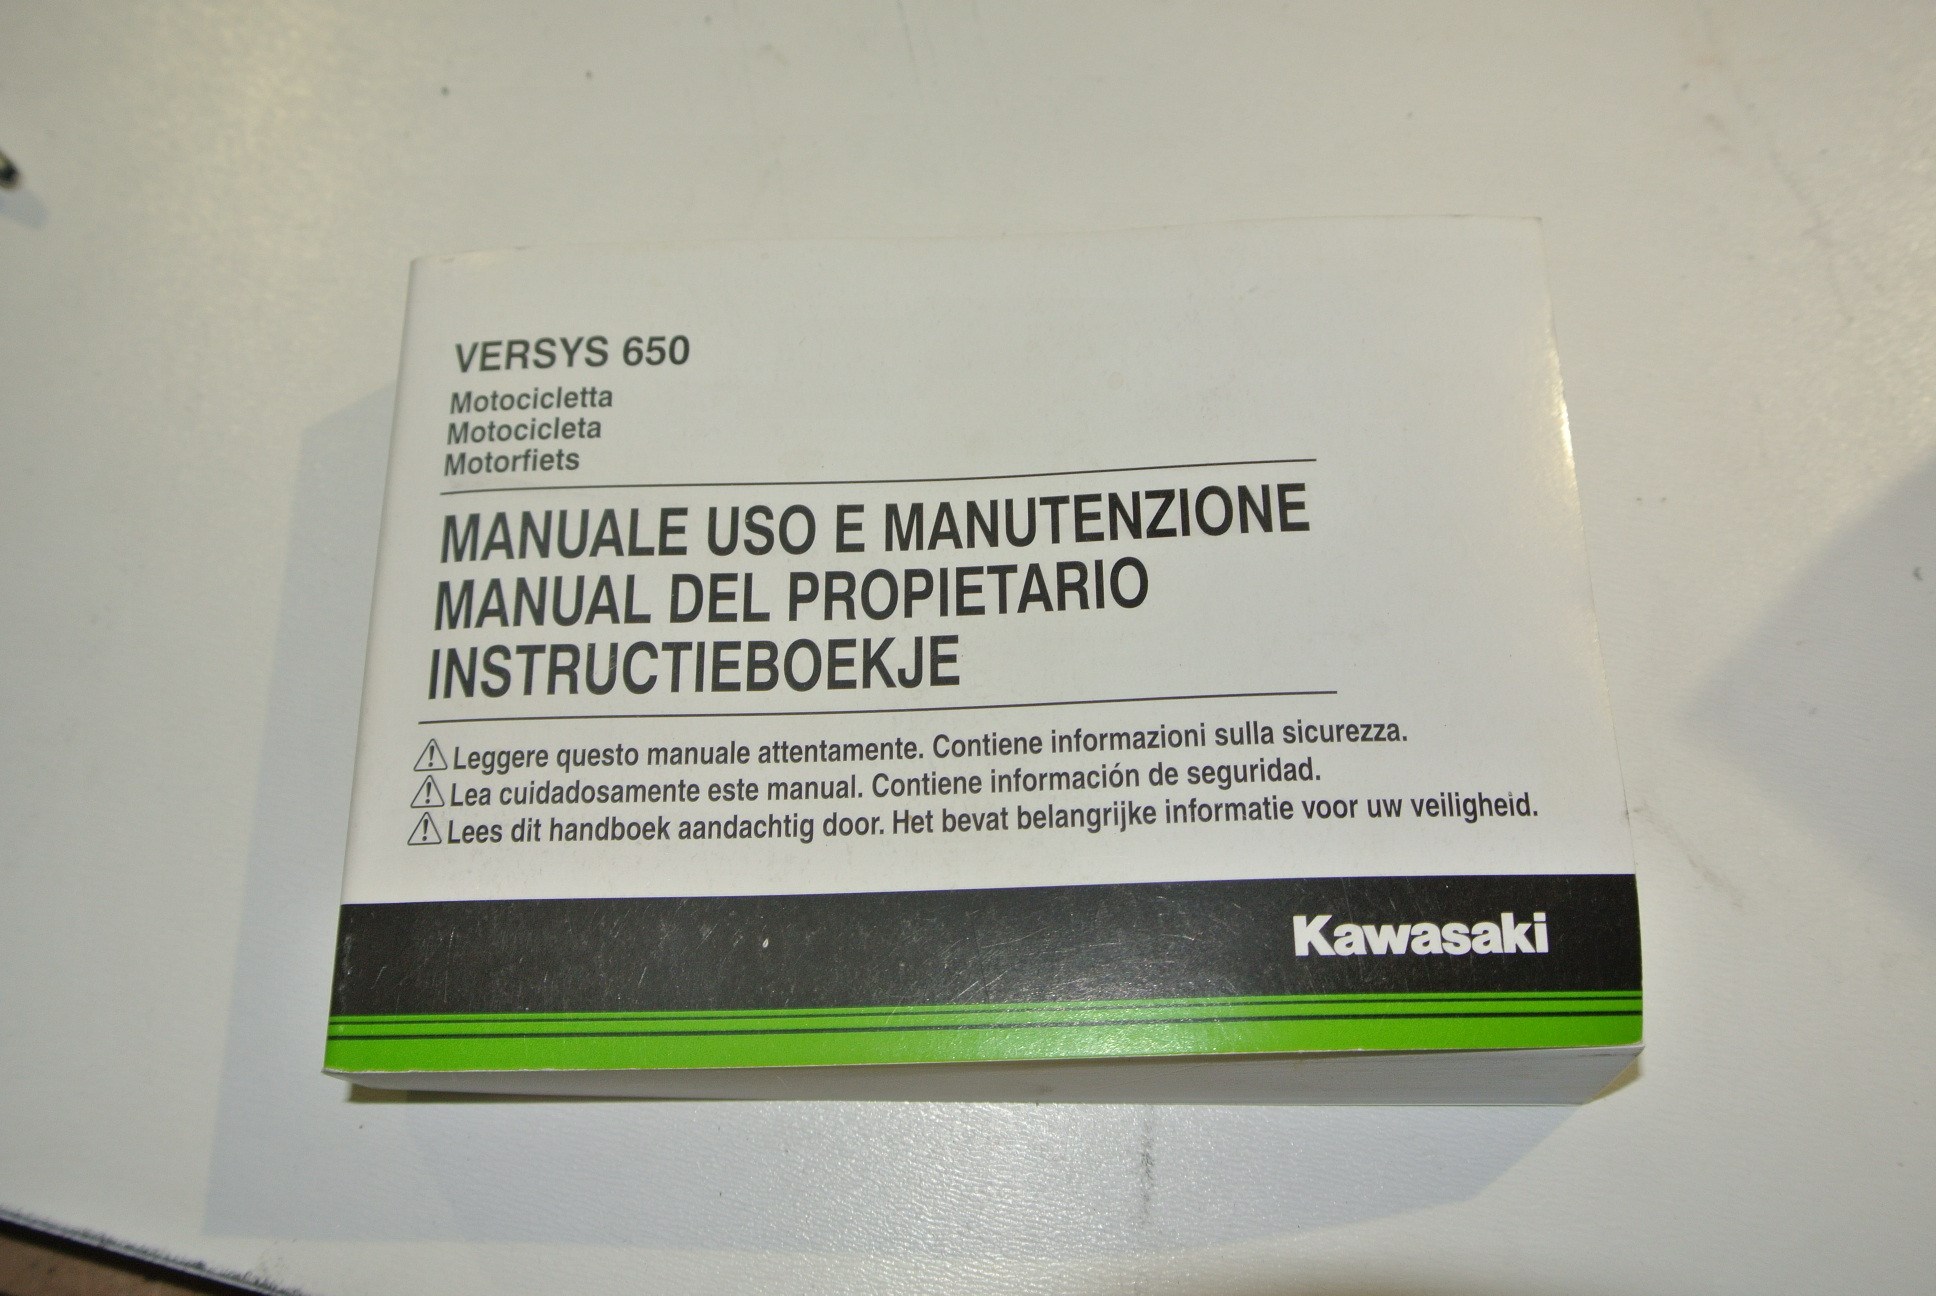 VERSYS 650
Motocicletta
Motocicleta
Motorfiets
MANUALE USO E MANUTENZIONE
MANUAL DEL PROPIETARIO
INSTRUCTIEBOEKJE
Leggere questo manuale attentamente. Contiene informazioni sulla sicurezza.
Lea cuidadosamente este manual. Contiene información de seguridad.
Lees dit handboek aandachtig door. Het bevat belangrijke informatie voor uw veiligheid.
Kawasaki